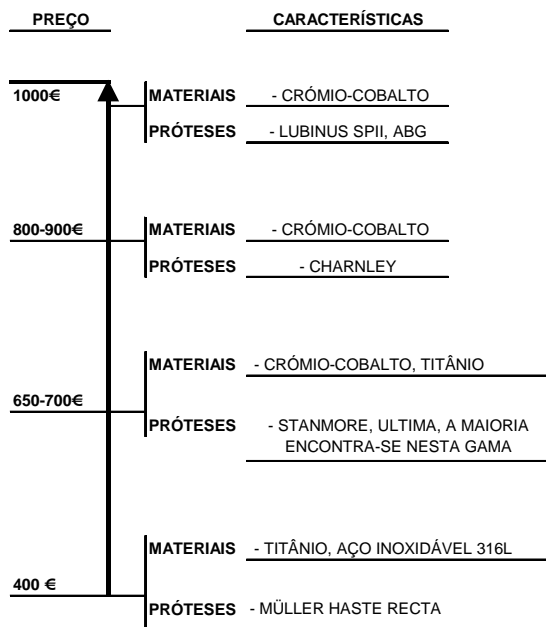 PREÇO CARACTERÍSTICAS
1000€ MATERIAIS - CRÓMIO-COBALTO
PRÓTESES - LUBINUS SPII, ABG
800-900€ MATERIAIS - CRÓMIO-COBALTO
PRÓTESES - CHARNLEY
MATERIAIS - CRÓMIO-COBALTO, TITÂNIO
650-700€
PRÓTESES - STANMORE, ULTIMA, A MAIORIA
ENCONTRA-SE NESTA GAMA
MATERIAIS - TITÂNIO, AÇO INOXIDÁVEL 316L
400 €
PRÓTESES - MÜLLER HASTE RECTA